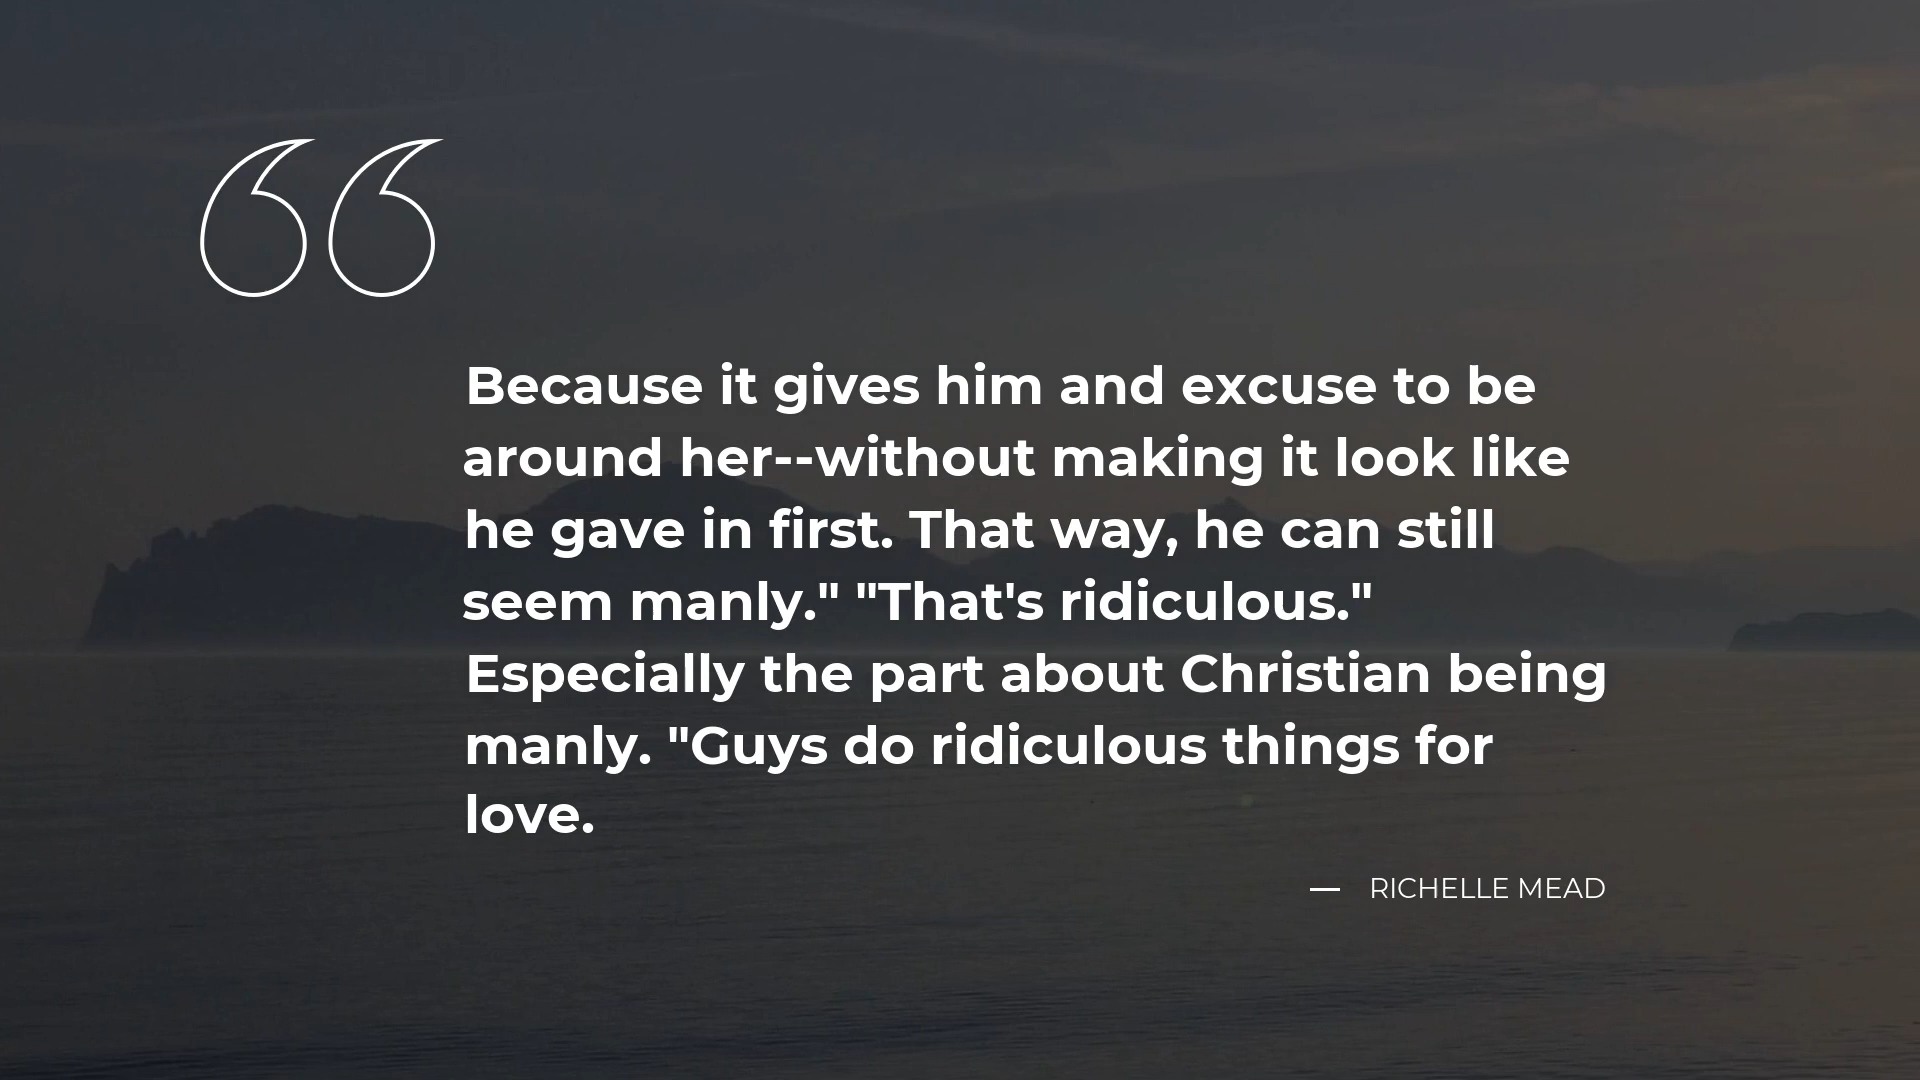 Because it gives him and excuse to be
around her--without making it look like
he gave in first. That way, he can still
seem manly." "That's ridiculous."
Especially the part about Christian being
manly. "Guys do ridiculous things for
love.
— RICHELLE MEAD